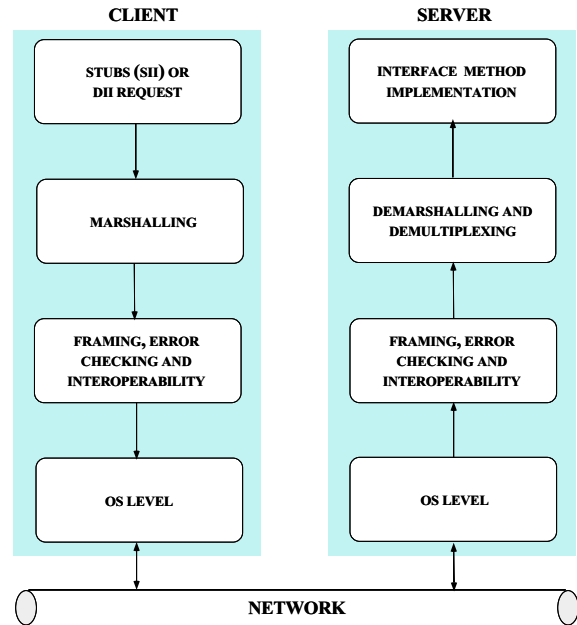 CLIENT
STUBS (SII) OR
DII REQUEST
MARSHALLING
FRAMING, ERROR
CHECKING AND
INTEROPERABILITY
OS LEVEL
SERVER
INTERFACE METHOD
IMPLEMENTATION
DEMARSHALLING AND
DEMULTIPLEXING
FRAMING, ERROR
CHECKING AND
INTEROPERABILITY
OS LEVEL
NETWORK